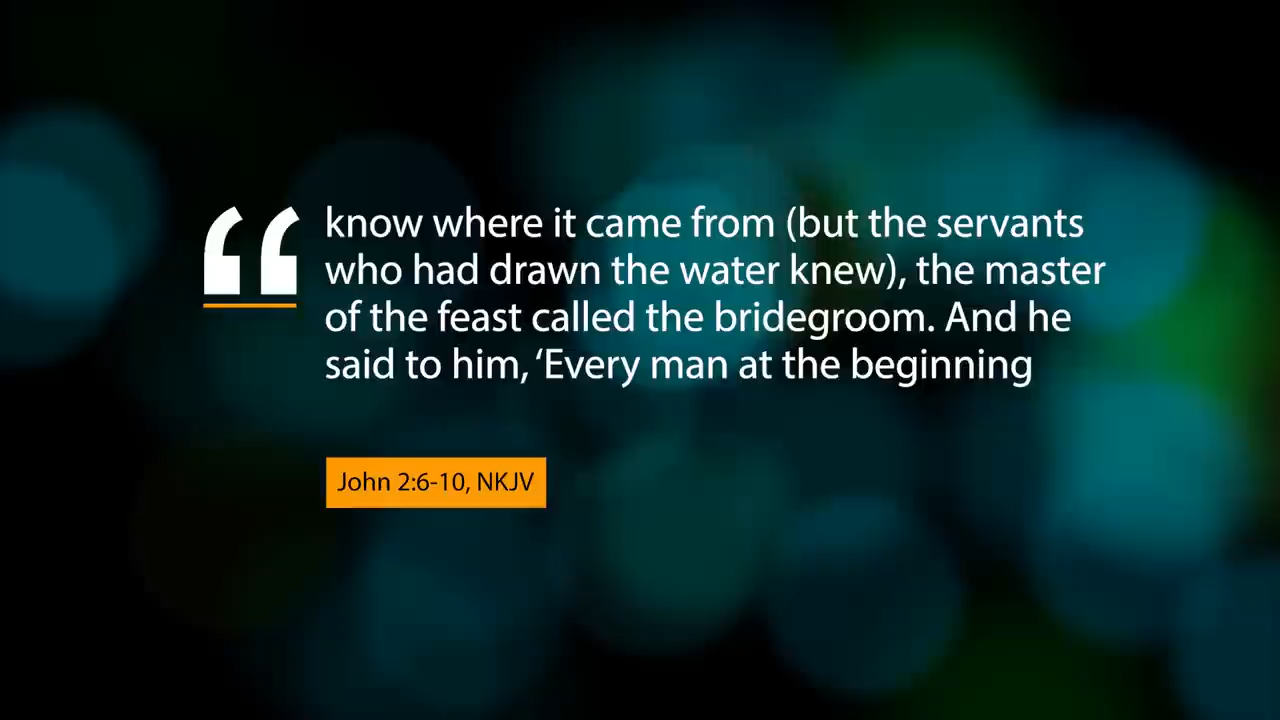 “
know where it came from (but the servants
who had drawn the water knew), the master
of the feast called the bridegroom. And he
said to him, ‘Every man at the beginning
John 2:6-10, NKJV